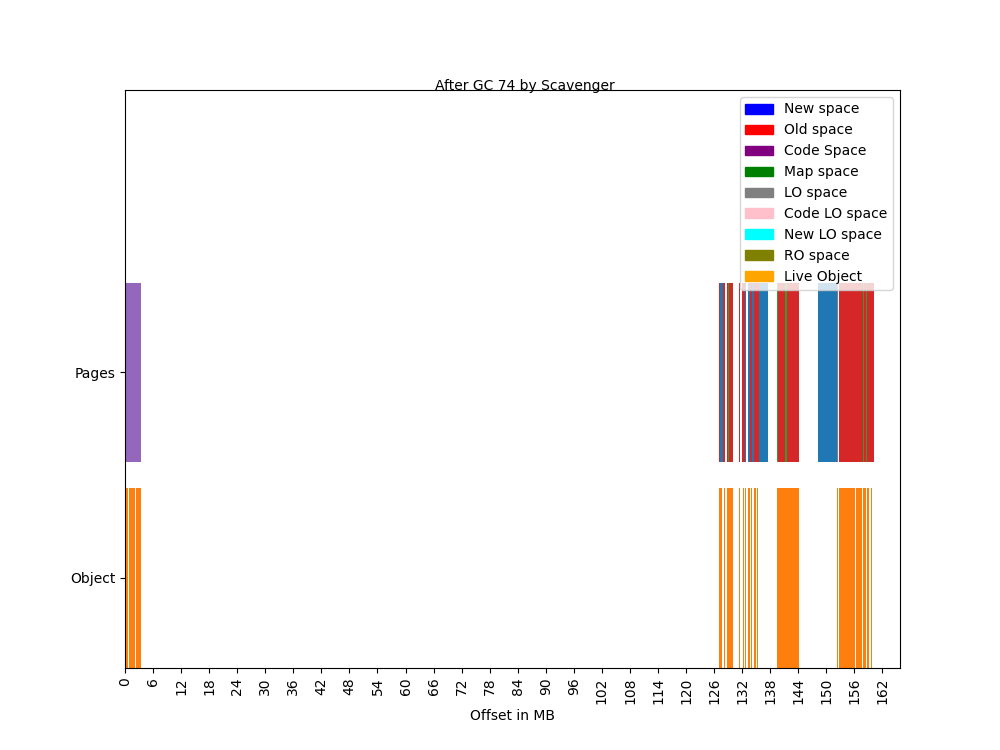 After GC 74 by Scavenger
New space
Old space
Code Space
Map space
LO space
Code LO space
New LO space
RO space
Live Object
Pages
Object
0 6 12 18 24 30 36 42 48 54 60 66 72 78 84 90 96 102 108 114 120 126 132 138 144 150 156 162
Offset in MB